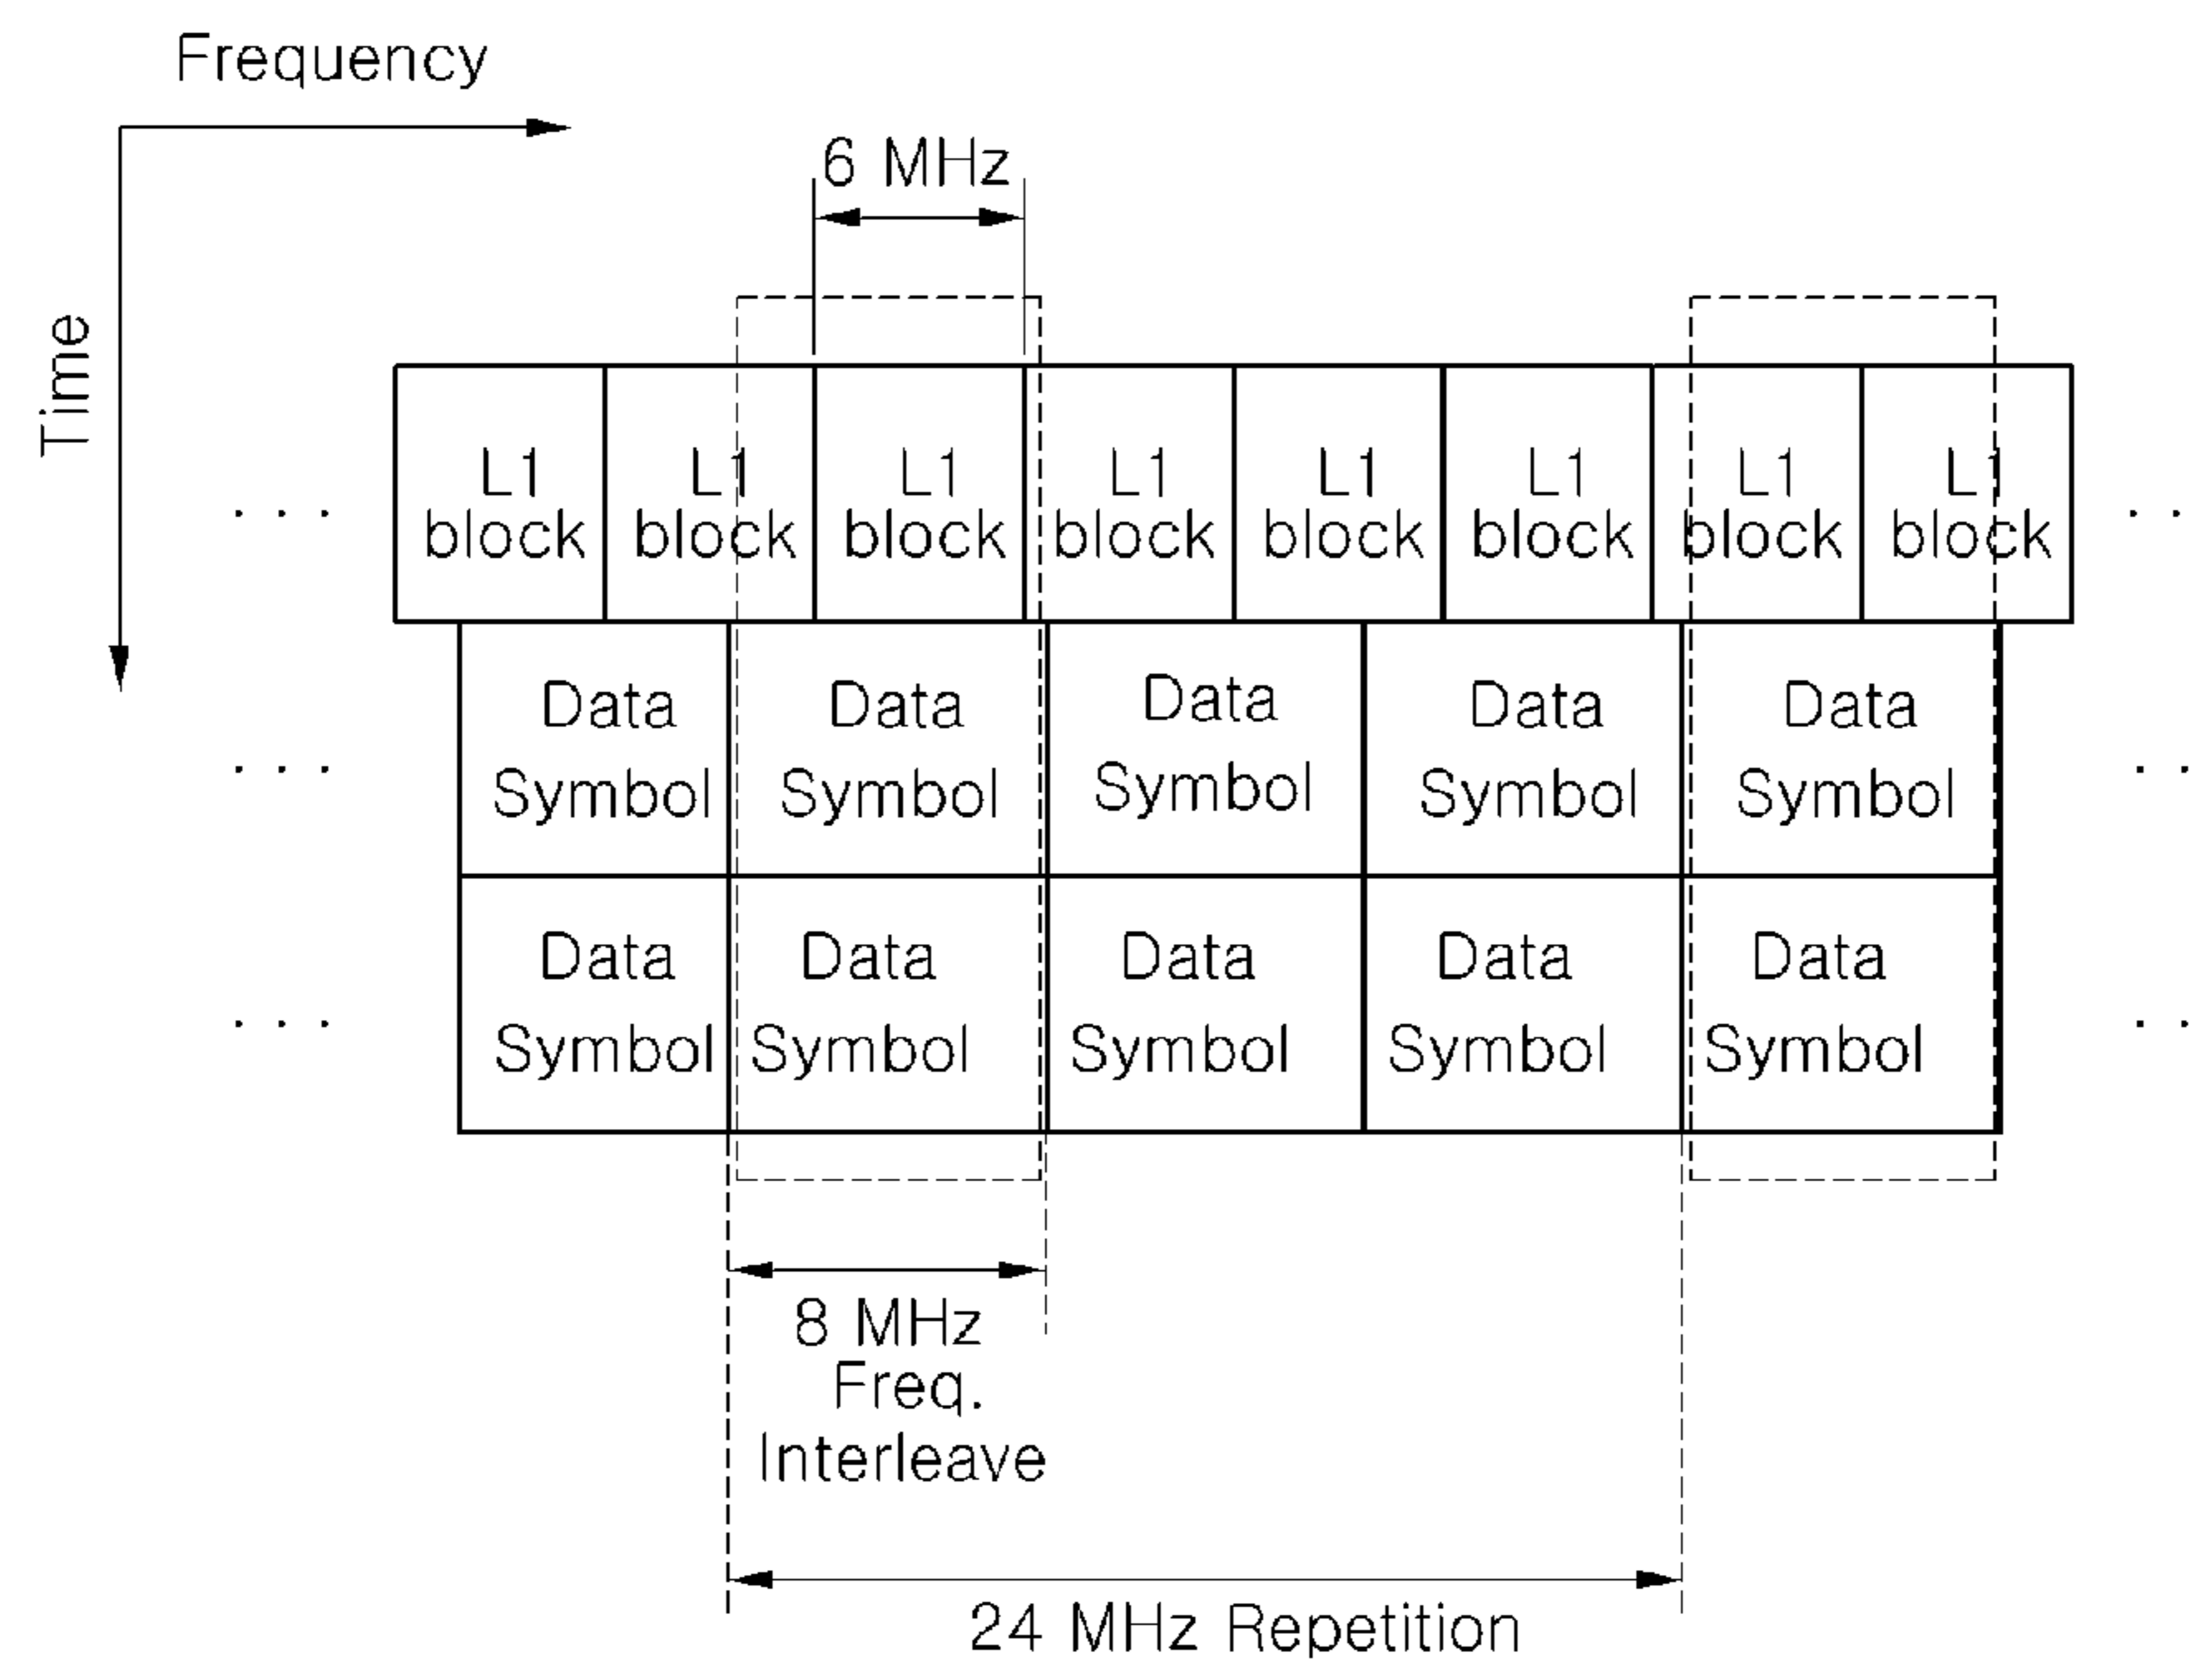 Frequency
6 MHz
Time
L1 L1 L1 L1 L1 L1 L1 L1
. . . block block block block block block block block . .
Data Data Data Data Data
. . . Symbol Symbol Symbol Symbol Symbol . .
Data Data Data Data Data
. . . Symbol Symbol Symbol Symbol Symbol . .
8 MHz
Freq.
Interleave
24 MHz Repetition